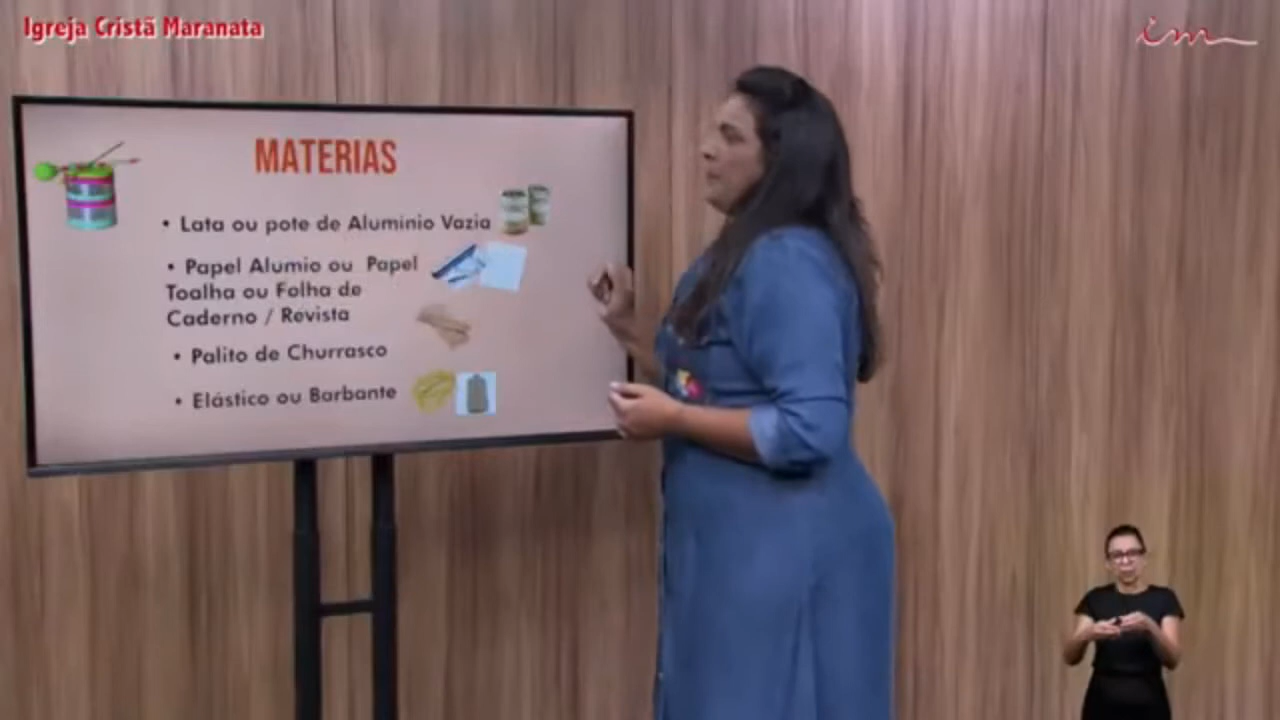 Igreja Cristã Maranata
im
MATERIAS
• Lata ou pote de Aluminio Vazia
• Papel Alumio ou Papel
Toalha ou Folha de
Caderno / Revista
• Palito de Churrasco
• Elástico ou Barbante